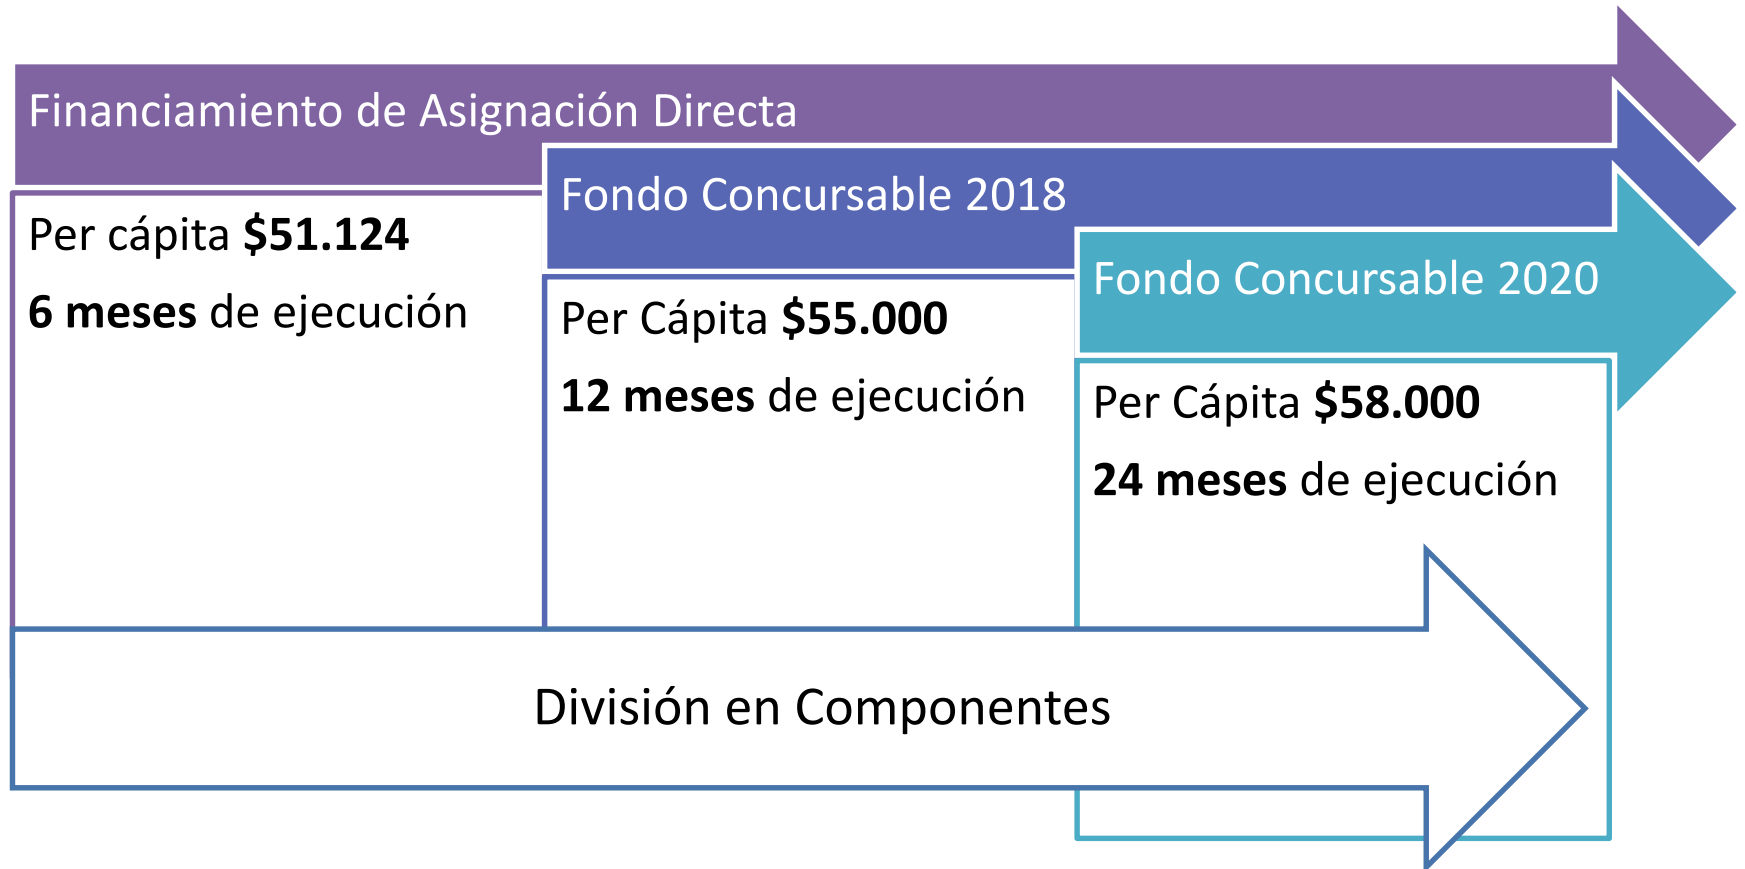 Financiamiento de Asignación Directa
Per cápita $51.124
6 meses de ejecución
Fondo Concursable 2018
Per Cápita $55.000
12 meses de ejecución
Fondo Concursable 2020
Per Cápita $58.000
24 meses de ejecución
División en Componentes